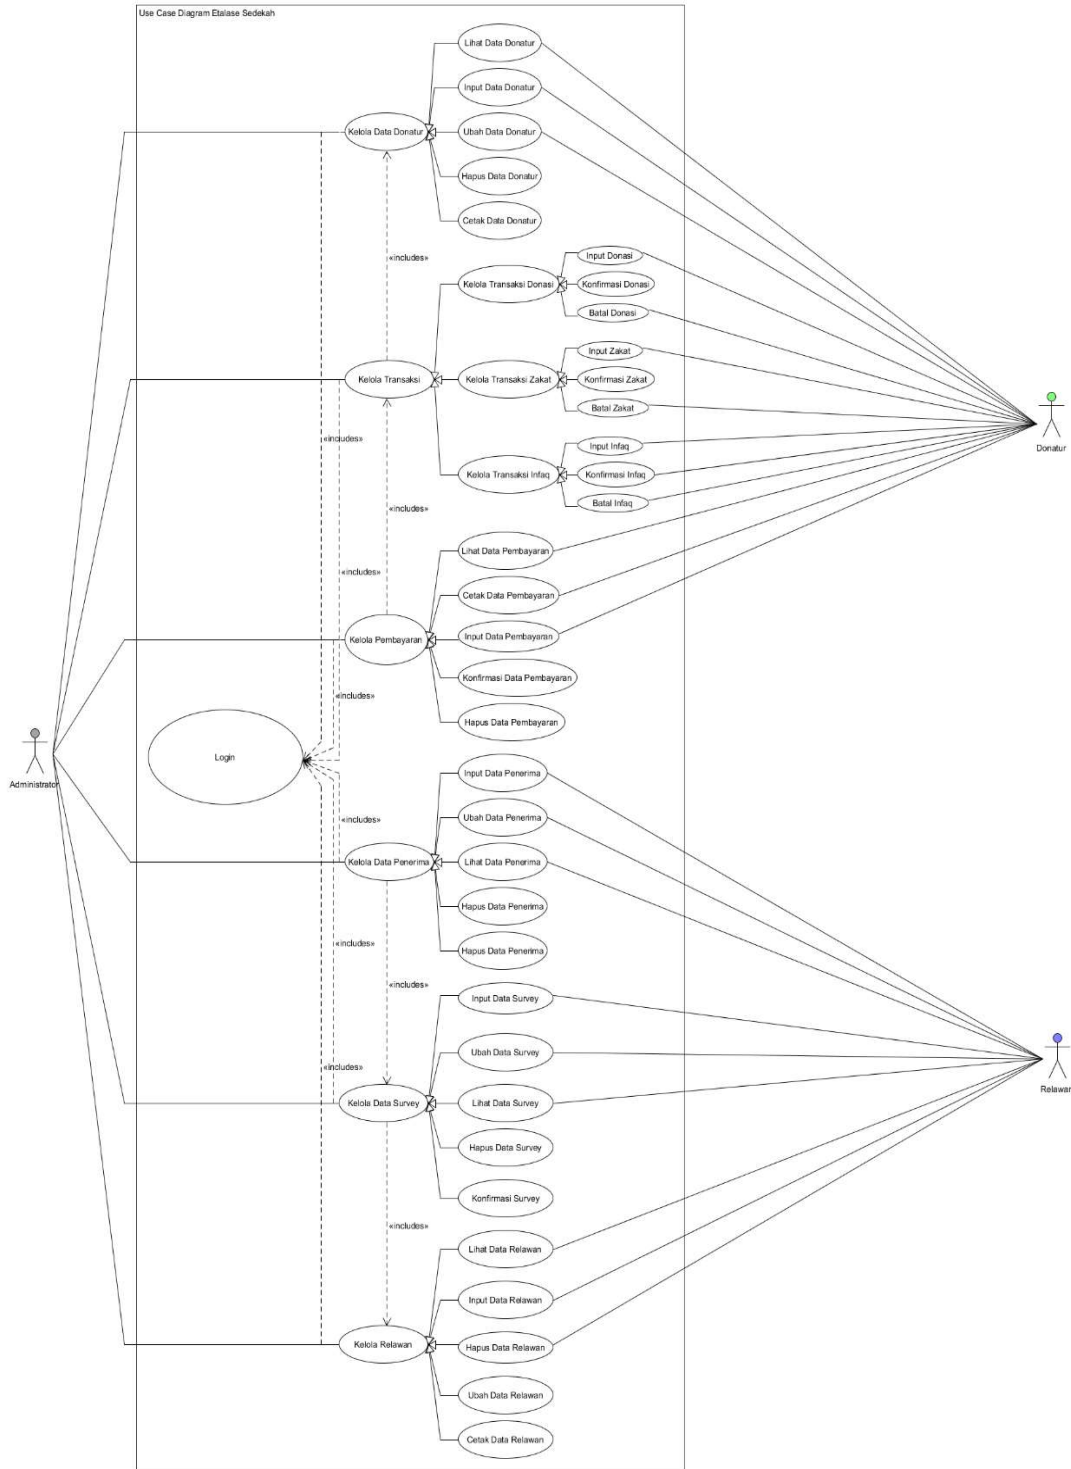 Use Case Diagram Etalase Sedekah
Lihat Data Donatur
Input Data Donatur
Kelola Data Donatur
Ubah Data Donatur
Hapus Data Donatur
Cetak Data Donatur
«includes»
Input Donasi
Kelola Transaksi Donasi
Konfirmasi Donasi
Batal Donasi
Input Zakat
Kelola Transaksi
Kelola Transaksi Zakat
Konfirmasi Zakat
Batal Zakat
Donatur
«includes»
Input Infaq
Kelola Transaksi Infaq
Konfirmasi Infaq
Batal Infaq
«includes»
Lihat Data Pembayaran
«includes»
Cetak Data Pembayaran
Kelola Pembayaran
Input Data Pembayaran
Konfirmasi Data Pembayaran
«includes»
Hapus Data Pembayaran
Login
Administrator
Input Data Penerima
«includes»
Ubah Data Penerima
Kelola Data Penerima
Lihat Data Penerima
Hapus Data Penerima
«includes»
Hapus Data Penerima
«includes»
Input Data Survey
Ubah Data Survey
«includes»
Relawan
Kelola Data Survey
Lihat Data Survey
Hapus Data Survey
Konfirmasi Survey
«includes»
Lihat Data Relawan
Input Data Relawan
Kelola Relawan
Hapus Data Relawan
Ubah Data Relawan
Cetak Data Relawan